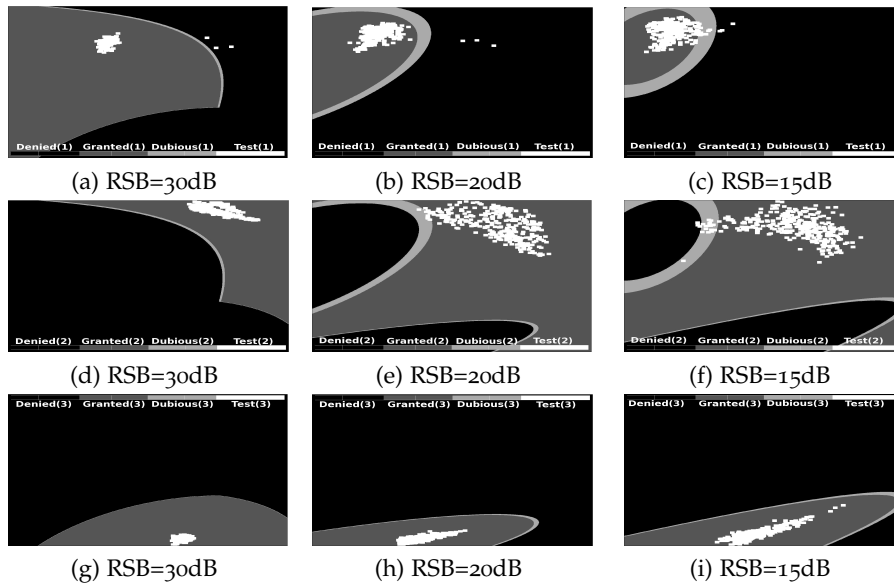 Denied(1) Granted(1) Dubious(1) Test(1)
Denied(1) Granted(1) Dubious(1) Test(1)
Denied(1) Granted(1) Dubious(1) Test(1)
(a) RSB=30dB
(b) RSB=20dB
(c) RSB=15dB
Denied(2) Granted(2) Dubious(2) Test(2)
Denied(2) Granted(2) Dubious(2) Test(2)
Denied(2) Granted(2) Dubious(2) Test(2)
(d) RSB=30dB
(e) RSB=20dB
(f) RSB=15dB
Denied(3) Granted(3) Dubious(3) Test(3)
Denied(3) Granted(3) Dubious(3) Test(3)
Denied(3) Granted(3) Dubious(3) Test(3)
(g) RSB=30dB
(h) RSB=20dB
(i) RSB=15dB